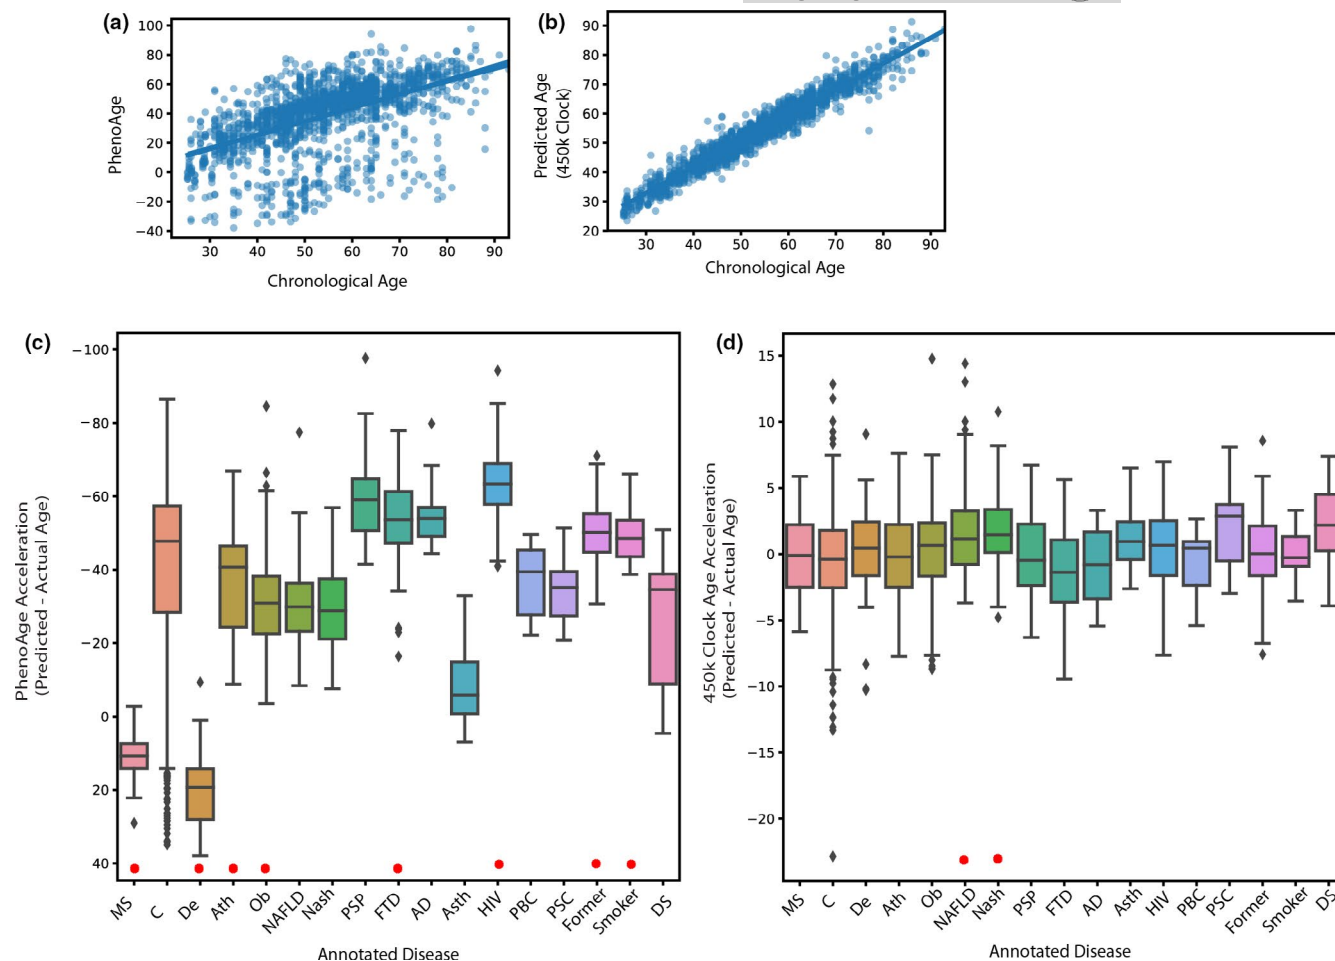 (a)
100
80
60
40
20
0
−20
−40
PhenoAge
30 40 50 60 70 80 90
Chronological Age
(b)
90
80
70
60
50
40
30
20
Predicted Age
(450k Clock)
30 40 50 60 70 80 90
Chronological Age
(c)
−100
−80
−60
−40
−20
0
20
40
PhenoAge Acceleration
(Predicted - Actual Age)
MS C De Ath Ob NAFLD Nash PSP FTD AD Asth HIV PBC PSC Former Smoker DS
Annotated Disease
(d)
15
10
5
0
−5
−10
−15
−20
450k Clock Age Acceleration
(Predicted - Actual Age)
MS C De Ath Ob NAFLD Nash PSP FTD AD Asth HIV PBC PSC Former Smoker DS
Annotated Disease